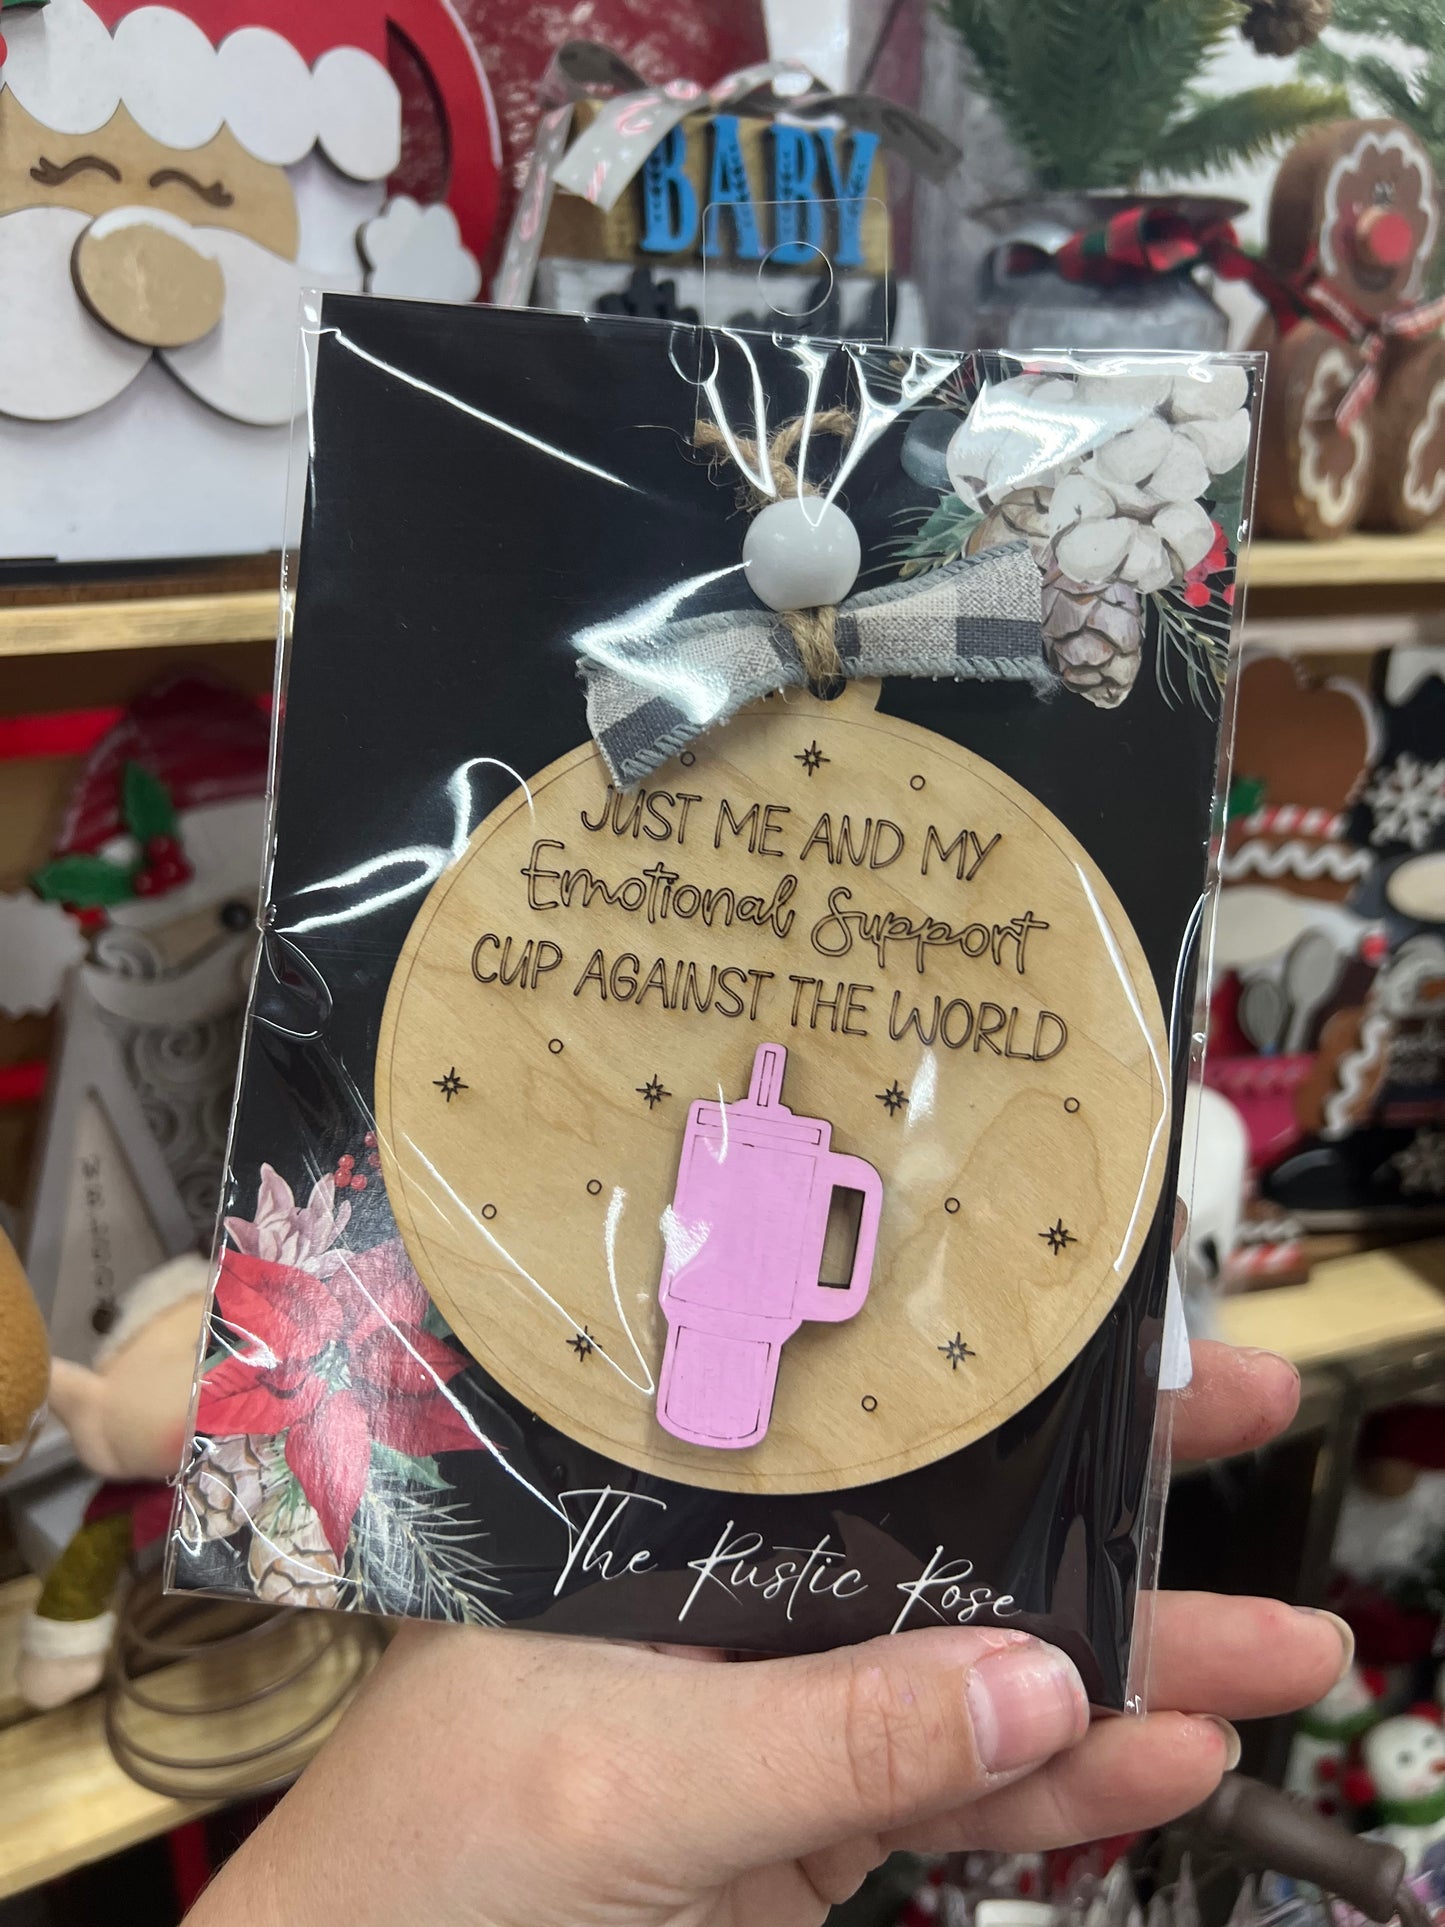 BABY
JUST ME AND MY
Emotional Support
CUP AGAINST THE WORLD
The Rustic Rose